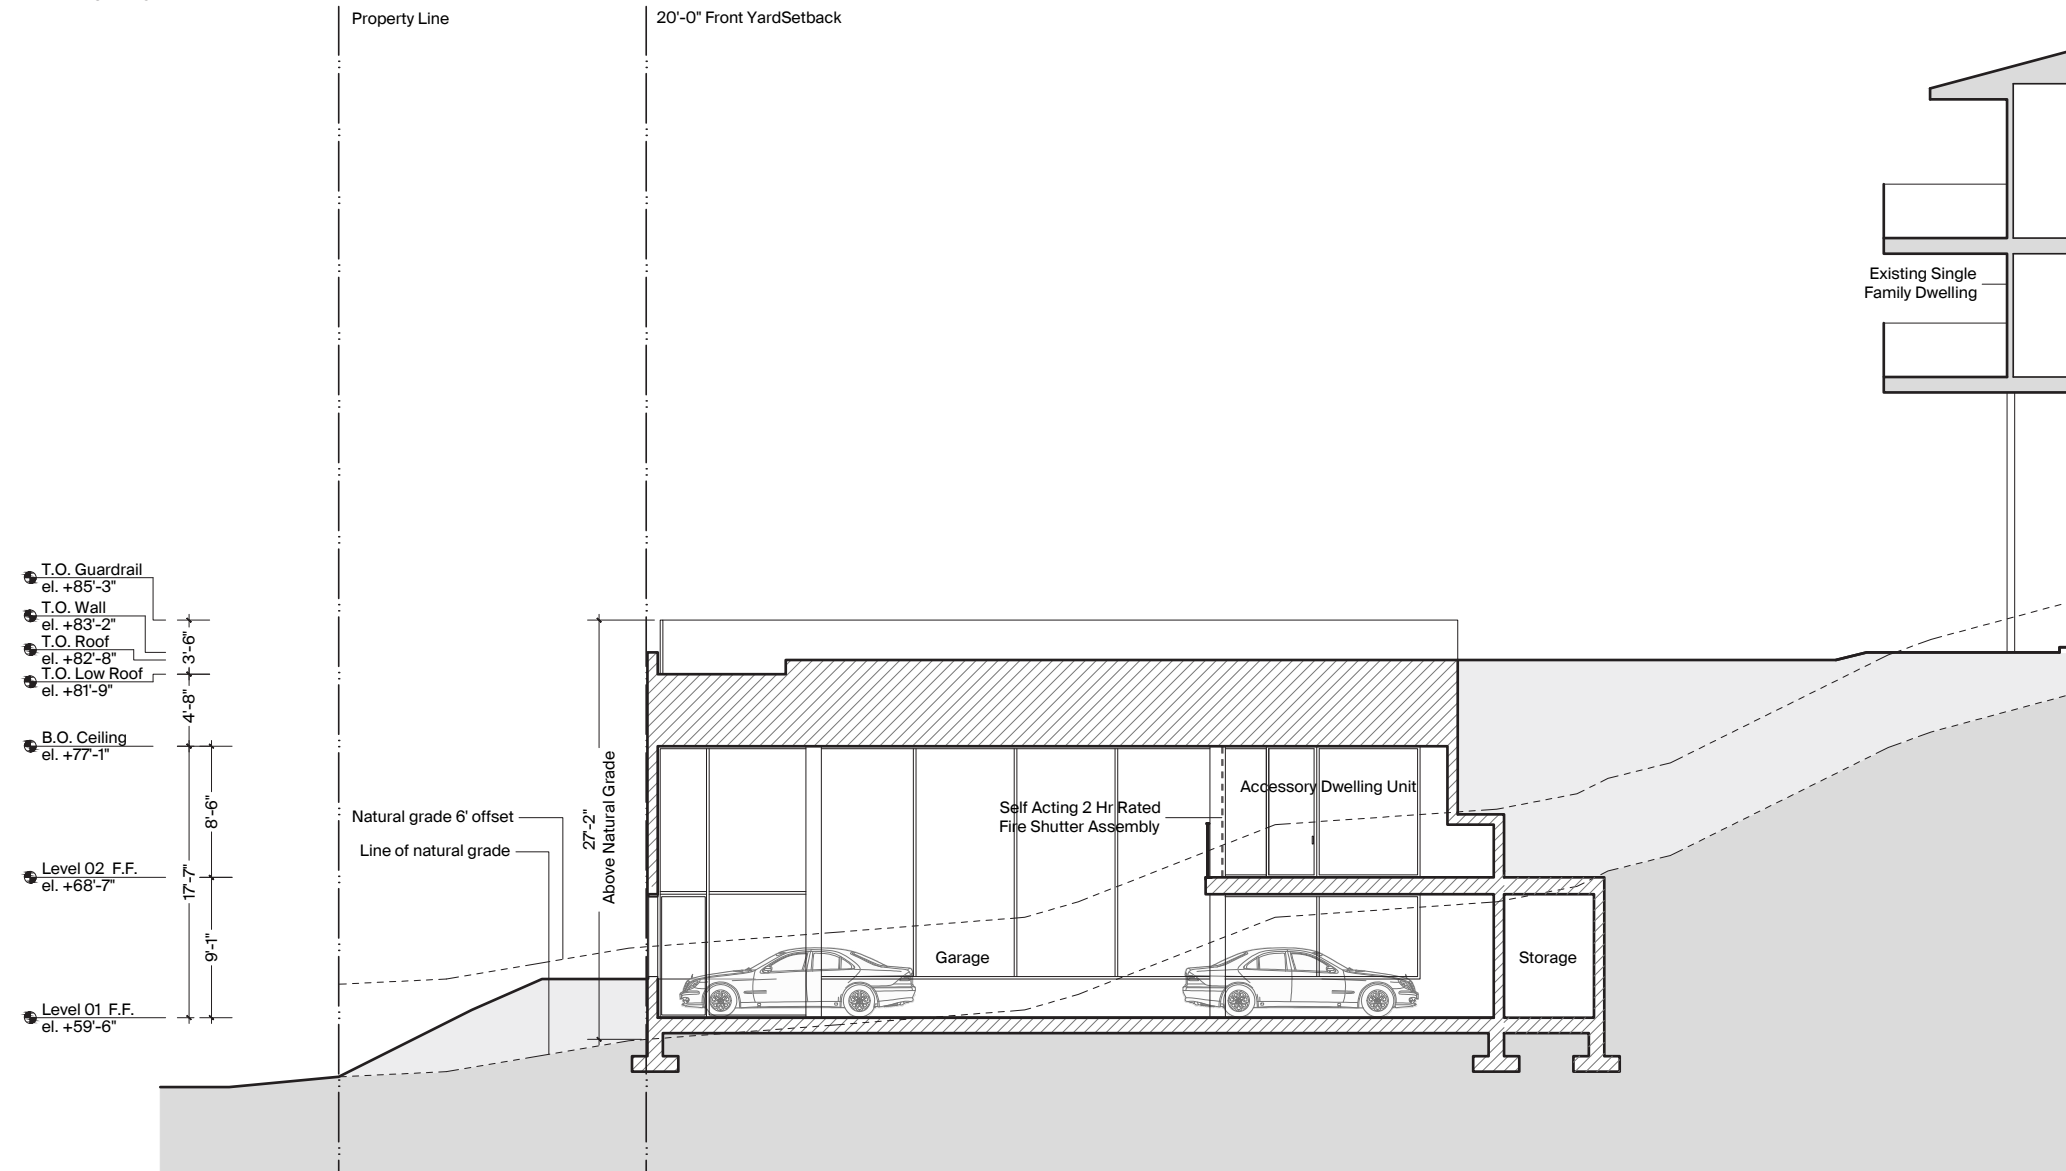 Property Line
20'-0" Front YardSetback
Existing Single
Family Dwelling
T.O. Guardrail
el. +85'-3"
T.O. Wall
el. +83'-2"
T.O. Roof
el. +82'-8"
T.O. Low Roof
el. +81'-9"
3'-6"
4'-8"
B.O. Ceiling
el. +77'-1"
Natural grade 6' offset
Line of natural grade
27'-2"
Above Natural Grade
Self Acting 2 Hr Rated
Fire Shutter Assembly
Accessory Dwelling Unit
8'-6"
17'-7"
9'-1"
Level 02 F.F.
el. +68'-7"
Garage
Storage
Level 01 F.F.
el. +59'-6"